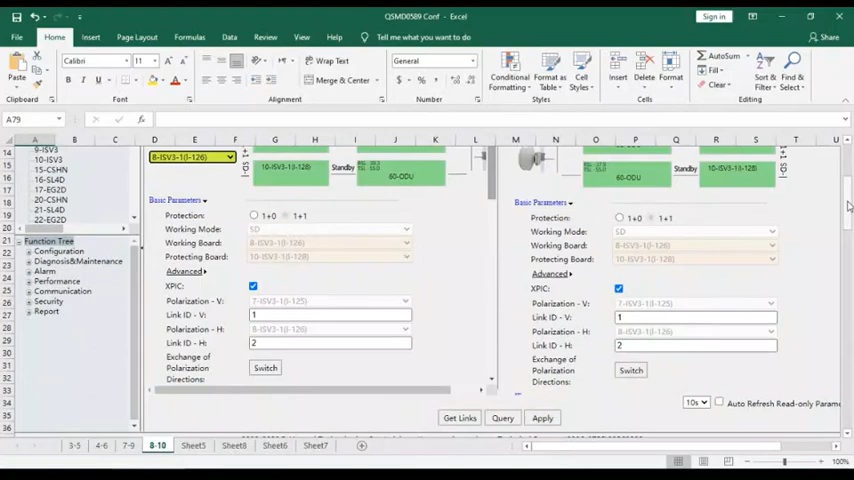 QSMD0589 Conf - Excel
Sign in
File Home Insert Page Layout Formulas Data Review View Help Tell me what you want to do Share
Paste
Calibri 11 A A
Wrap Text
General
Conditional Formatting
Format as Table
Cell Styles
Insert Delete Format
AutoSum
Fill
Clear
Sort & Filter
Find & Select
B I U
Merge & Center
$ % ,
Clipboard Font Alignment Number Styles Cells Editing
A79 fx
A B C D E F G H I J K L M N O P Q R S T U
14
15
16
17
18
19
20
21
22
23
24
25
26
27
28
29
30
31
32
33
34
35
36
9-ISV3
10-ISV3
15-CSHN
16-SL4D
17-EG2D
20-CSHN
21-SL4D
22-EG2D
Function Tree
Configuration
Diagnosis&Maintenance
Alarm
Performance
Communication
Security
Report
8-ISV3-1(I-126)
10-ISV3-1(I-128) Standby 60-ODU
1+1 SD-I
Basic Parameters
Protection: 1+0 1+1
Working Mode: SD
Working Board: 8-ISV3-1(I-126)
Protecting Board: 10-ISV3-1(I-128)
Advanced
XPIC:
Polarization - V: 7-ISV3-1(I-125)
Link ID - V: 1
Polarization - H: 8-ISV3-1(I-126)
Link ID - H: 2
Exchange of
Polarization
Directions:
Switch
60-ODU Standby 10-ISV3-1(I-128)
1+1 SD-I
Basic Parameters
Protection: 1+0 1+1
Working Mode: SD
Working Board: 8-ISV3-1(I-126)
Protecting Board: 10-ISV3-1(I-128)
Advanced
XPIC:
Polarization - V: 7-ISV3-1(I-125)
Link ID - V: 1
Polarization - H: 8-ISV3-1(I-126)
Link ID - H: 2
Exchange of
Polarization
Directions:
Switch
10s Auto Refresh Read-only Parame
Get Links Query Apply
3-5 4-6 7-9 8-10 Sheet5 Sheet8 Sheet6 Sheet7
100%